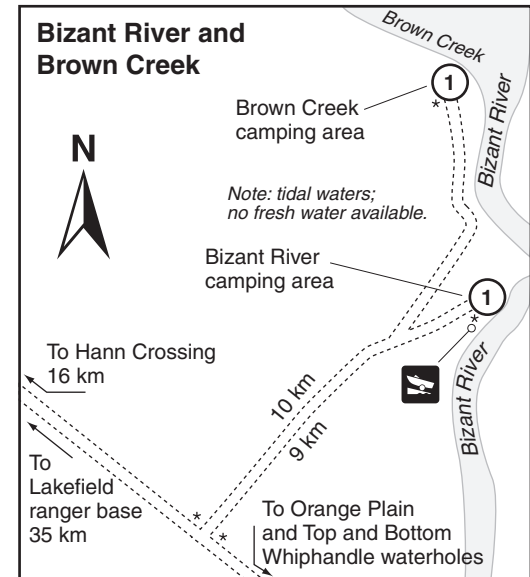 Bizant River and
Brown Creek
Brown Creek
1
Brown Creek
camping area
Bizant River
N
Note: tidal waters;
no fresh water available.
Bizant River
camping area
1
*
*
To Hann Crossing
16 km
10 km
9 km
Bizant River
To
Lakefield
ranger base
35 km
*
*
To Orange Plain
and Top and Bottom
Whiphandle waterholes